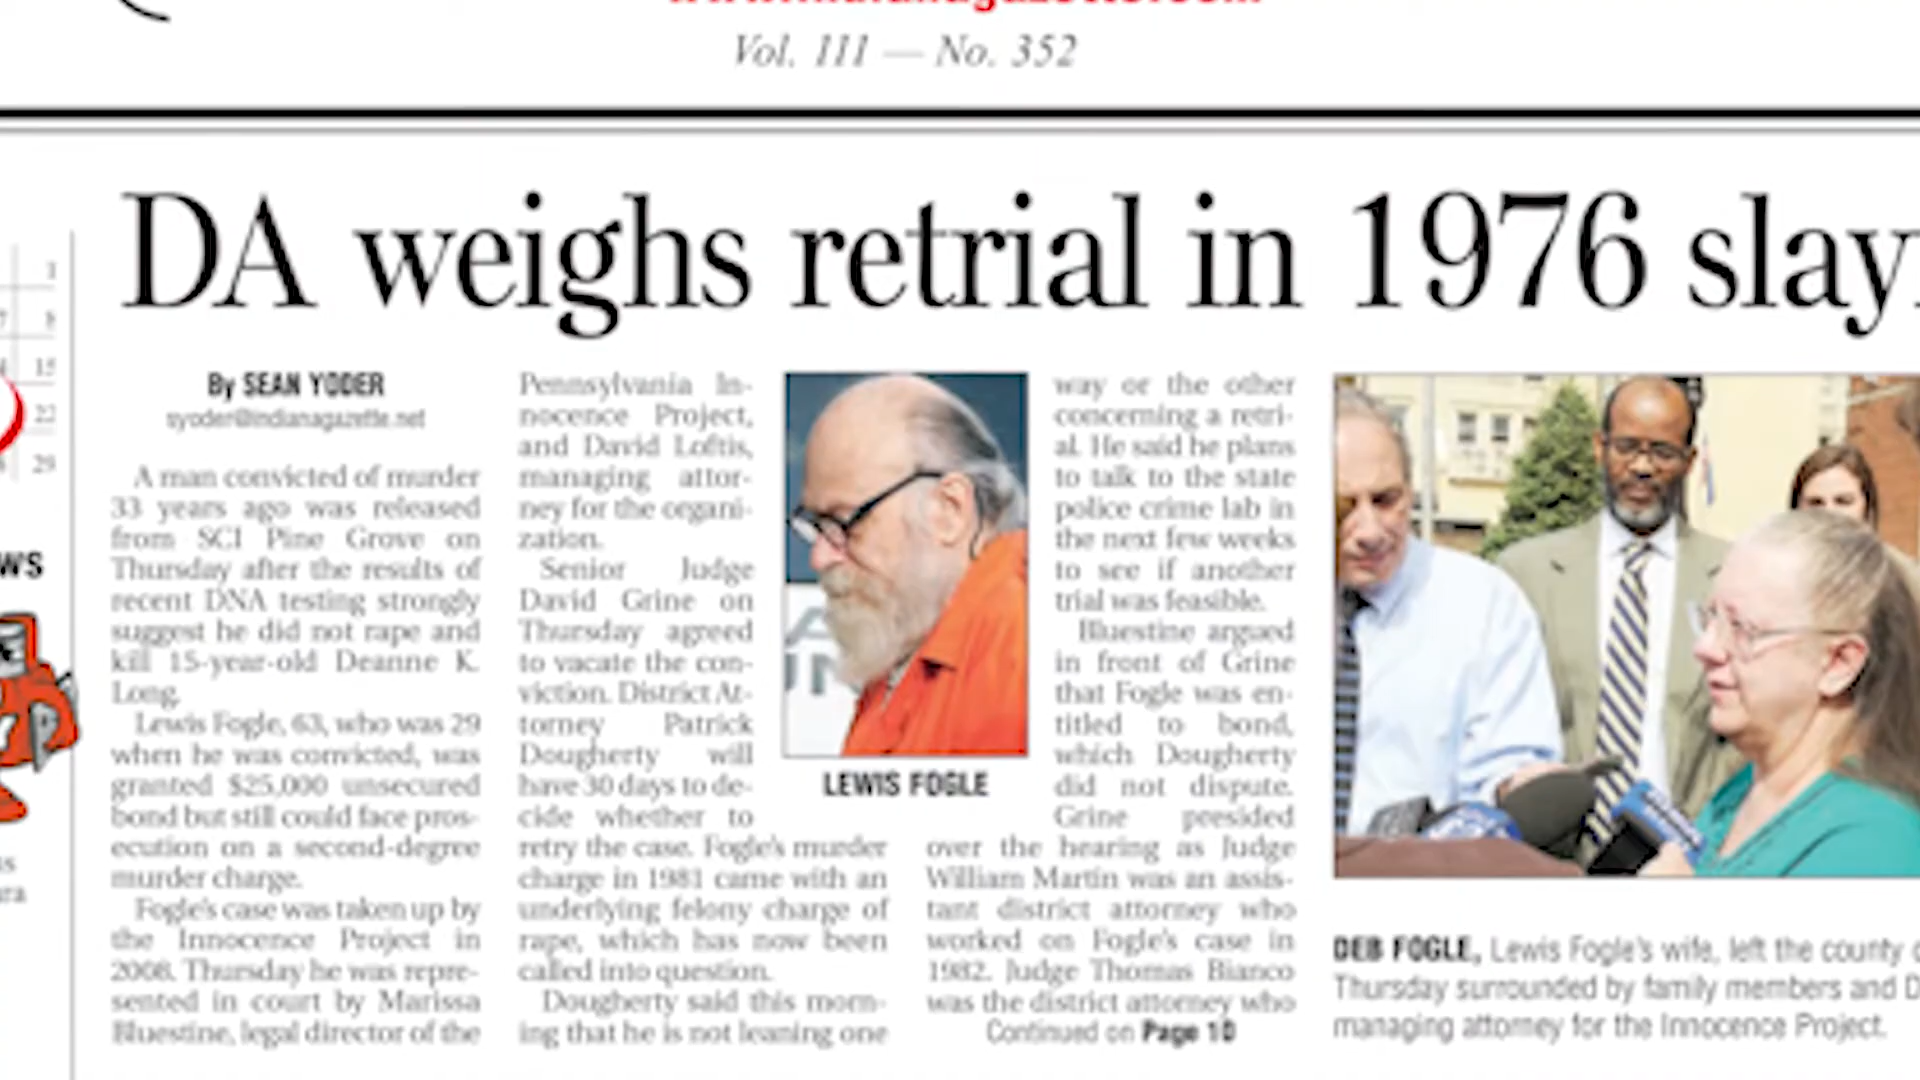 Vol. 111 — No. 352
DA weighs retrial in 1976 slay
1
7 8
15
22
29
WS
By SEAN YODER
syoder@indianagazette.net
A man convicted of murder
33 years ago was released
from SCI Pine Grove on
Thursday after the results of
recent DNA testing strongly
suggest he did not rape and
kill 15-year-old Deanne K.
Long.
Lewis Fogle, 63, who was 29
when he was convicted, was
granted $25,000 unsecured
bond but still could face pros-
ecution on a second-degree
murder charge.
Fogle's case was taken up by
the Innocence Project in
2008. Thursday he was repre-
sented in court by Marissa
Bluestine, legal director of the
Pennsylvania In-
nocence Project,
and David Loftis,
managing attor-
ney for the organi-
zation.
Senior Judge
David Grine on
Thursday agreed
to vacate the con-
viction. District At-
torney Patrick
Dougherty will
have 30 days to de-
cide whether to
retry the case. Fogle's murder
charge in 1981 came with an
underlying felony charge of
rape, which has now been
called into question.
Dougherty said this morn-
ing that he is not leaning one
LEWIS FOGLE
way or the other
concerning a retri-
al. He said he plans
to talk to the state
police crime lab in
the next few weeks
to see if another
trial was feasible.
Bluestine argued
in front of Grine
that Fogle was en-
titled to bond,
which Dougherty
did not dispute.
Grine presided
over the hearing as Judge
William Martin was an assis-
tant district attorney who
worked on Fogle's case in
1982. Judge Thomas Bianco
was the district attorney who
Continued on Page 10
DEB FOGLE, Lewis Fogle's wife, left the county
Thursday surrounded by family members and D
managing attorney for the Innocence Project.